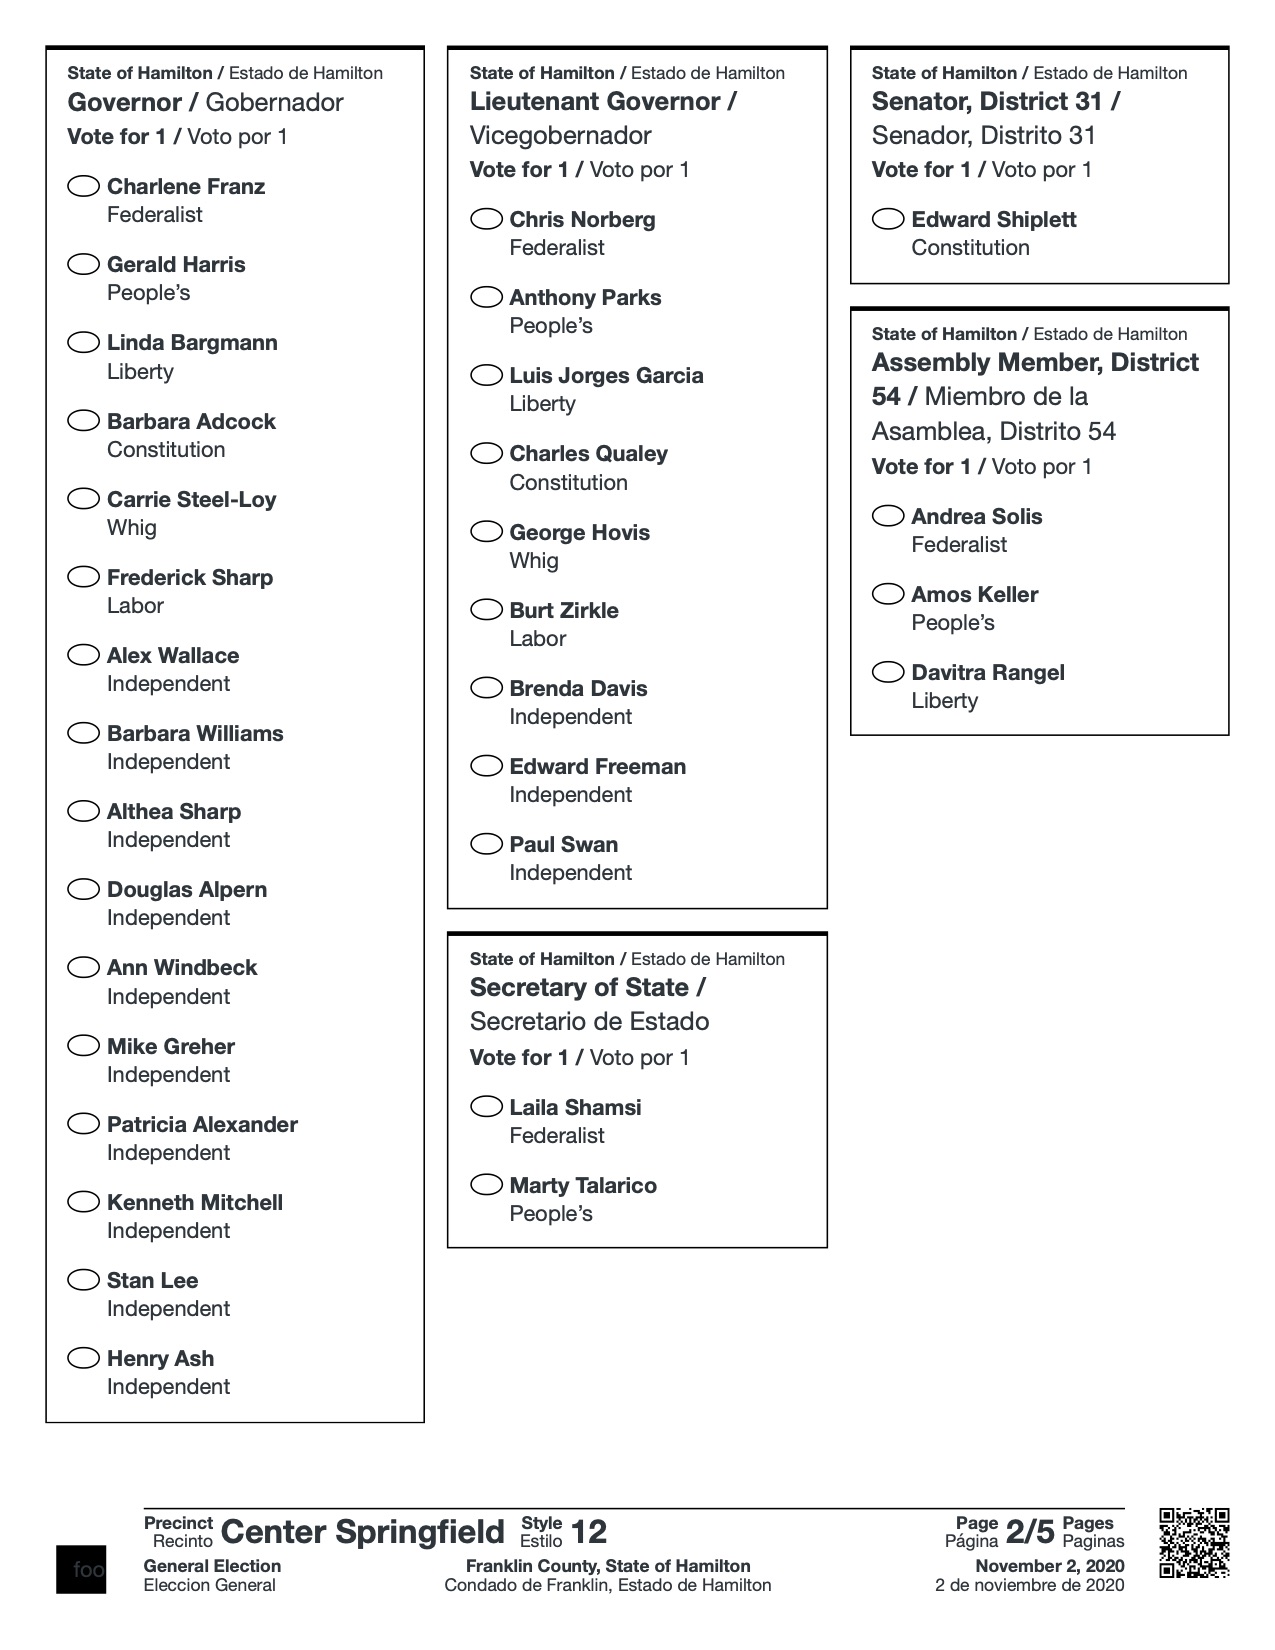 State of Hamilton / Estado de Hamilton
Governor / Gobernador
Vote for 1 / Voto por 1
Charlene Franz
Federalist
Gerald Harris
People’s
Linda Bargmann
Liberty
Barbara Adcock
Constitution
Carrie Steel-Loy
Whig
Frederick Sharp
Labor
Alex Wallace
Independent
Barbara Williams
Independent
Althea Sharp
Independent
Douglas Alpern
Independent
Ann Windbeck
Independent
Mike Greher
Independent
Patricia Alexander
Independent
Kenneth Mitchell
Independent
Stan Lee
Independent
Henry Ash
Independent
State of Hamilton / Estado de Hamilton
Lieutenant Governor /
Vicegobernador
Vote for 1 / Voto por 1
Chris Norberg
Federalist
Anthony Parks
People’s
Luis Jorges Garcia
Liberty
Charles Qualey
Constitution
George Hovis
Whig
Burt Zirkle
Labor
Brenda Davis
Independent
Edward Freeman
Independent
Paul Swan
Independent
State of Hamilton / Estado de Hamilton
Secretary of State /
Secretario de Estado
Vote for 1 / Voto por 1
Laila Shamsi
Federalist
Marty Talarico
People’s
State of Hamilton / Estado de Hamilton
Senator, District 31 /
Senador, Distrito 31
Vote for 1 / Voto por 1
Edward Shiplett
Constitution
State of Hamilton / Estado de Hamilton
Assembly Member, District
54 / Miembro de la
Asamblea, Distrito 54
Vote for 1 / Voto por 1
Andrea Solis
Federalist
Amos Keller
People’s
Davitra Rangel
Liberty
foo
Precinct
Recinto
Center Springfield
Style
Estilo
12
Page
Página
2/5
Pages
Paginas
General Election
Eleccion General
Franklin County, State of Hamilton
Condado de Franklin, Estado de Hamilton
November 2, 2020
2 de noviembre de 2020